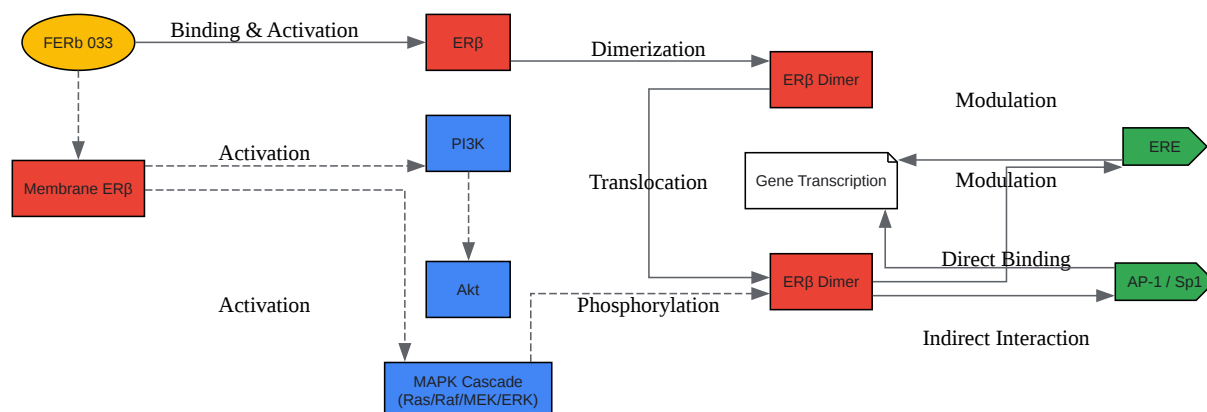 FERb 033
Binding & Activation
ERβ
Dimerization
ERβ Dimer
Modulation
PI3K
ERE
Activation
Membrane ERβ
Translocation
Gene Transcription
Modulation
Direct Binding
ERβ Dimer
AP-1 / Sp1
Akt
Activation
Phosphorylation
Indirect Interaction
MAPK Cascade
(Ras/Raf/MEK/ERK)